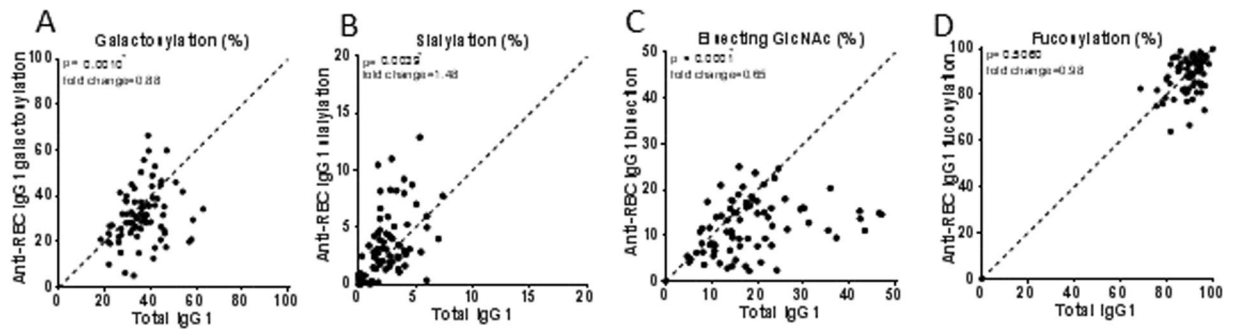 A
Galactosylation (%)
p= 0.0010*
fold change=0.88
Anti-RBC IgG1 galactosylation
100
80
60
40
20
0
0 20 40 60 80 100
Total IgG1
B
Sialylation (%)
p= 0.0039*
fold change=1.48
Anti-RBC IgG1 sialylation
20
15
10
5
0
0 5 10 15 20
Total IgG1
C
Bisecting GlcNAc (%)
p < 0.0001*
fold change=0.65
Anti-RBC IgG1 bisection
50
40
30
20
10
0
0 10 20 30 40 50
Total IgG1
D
Fucosylation (%)
fold change=0.98
Anti-RBC IgG1 fucosylation
100
80
60
40
20
0
0 20 40 60 80 100
Total IgG1